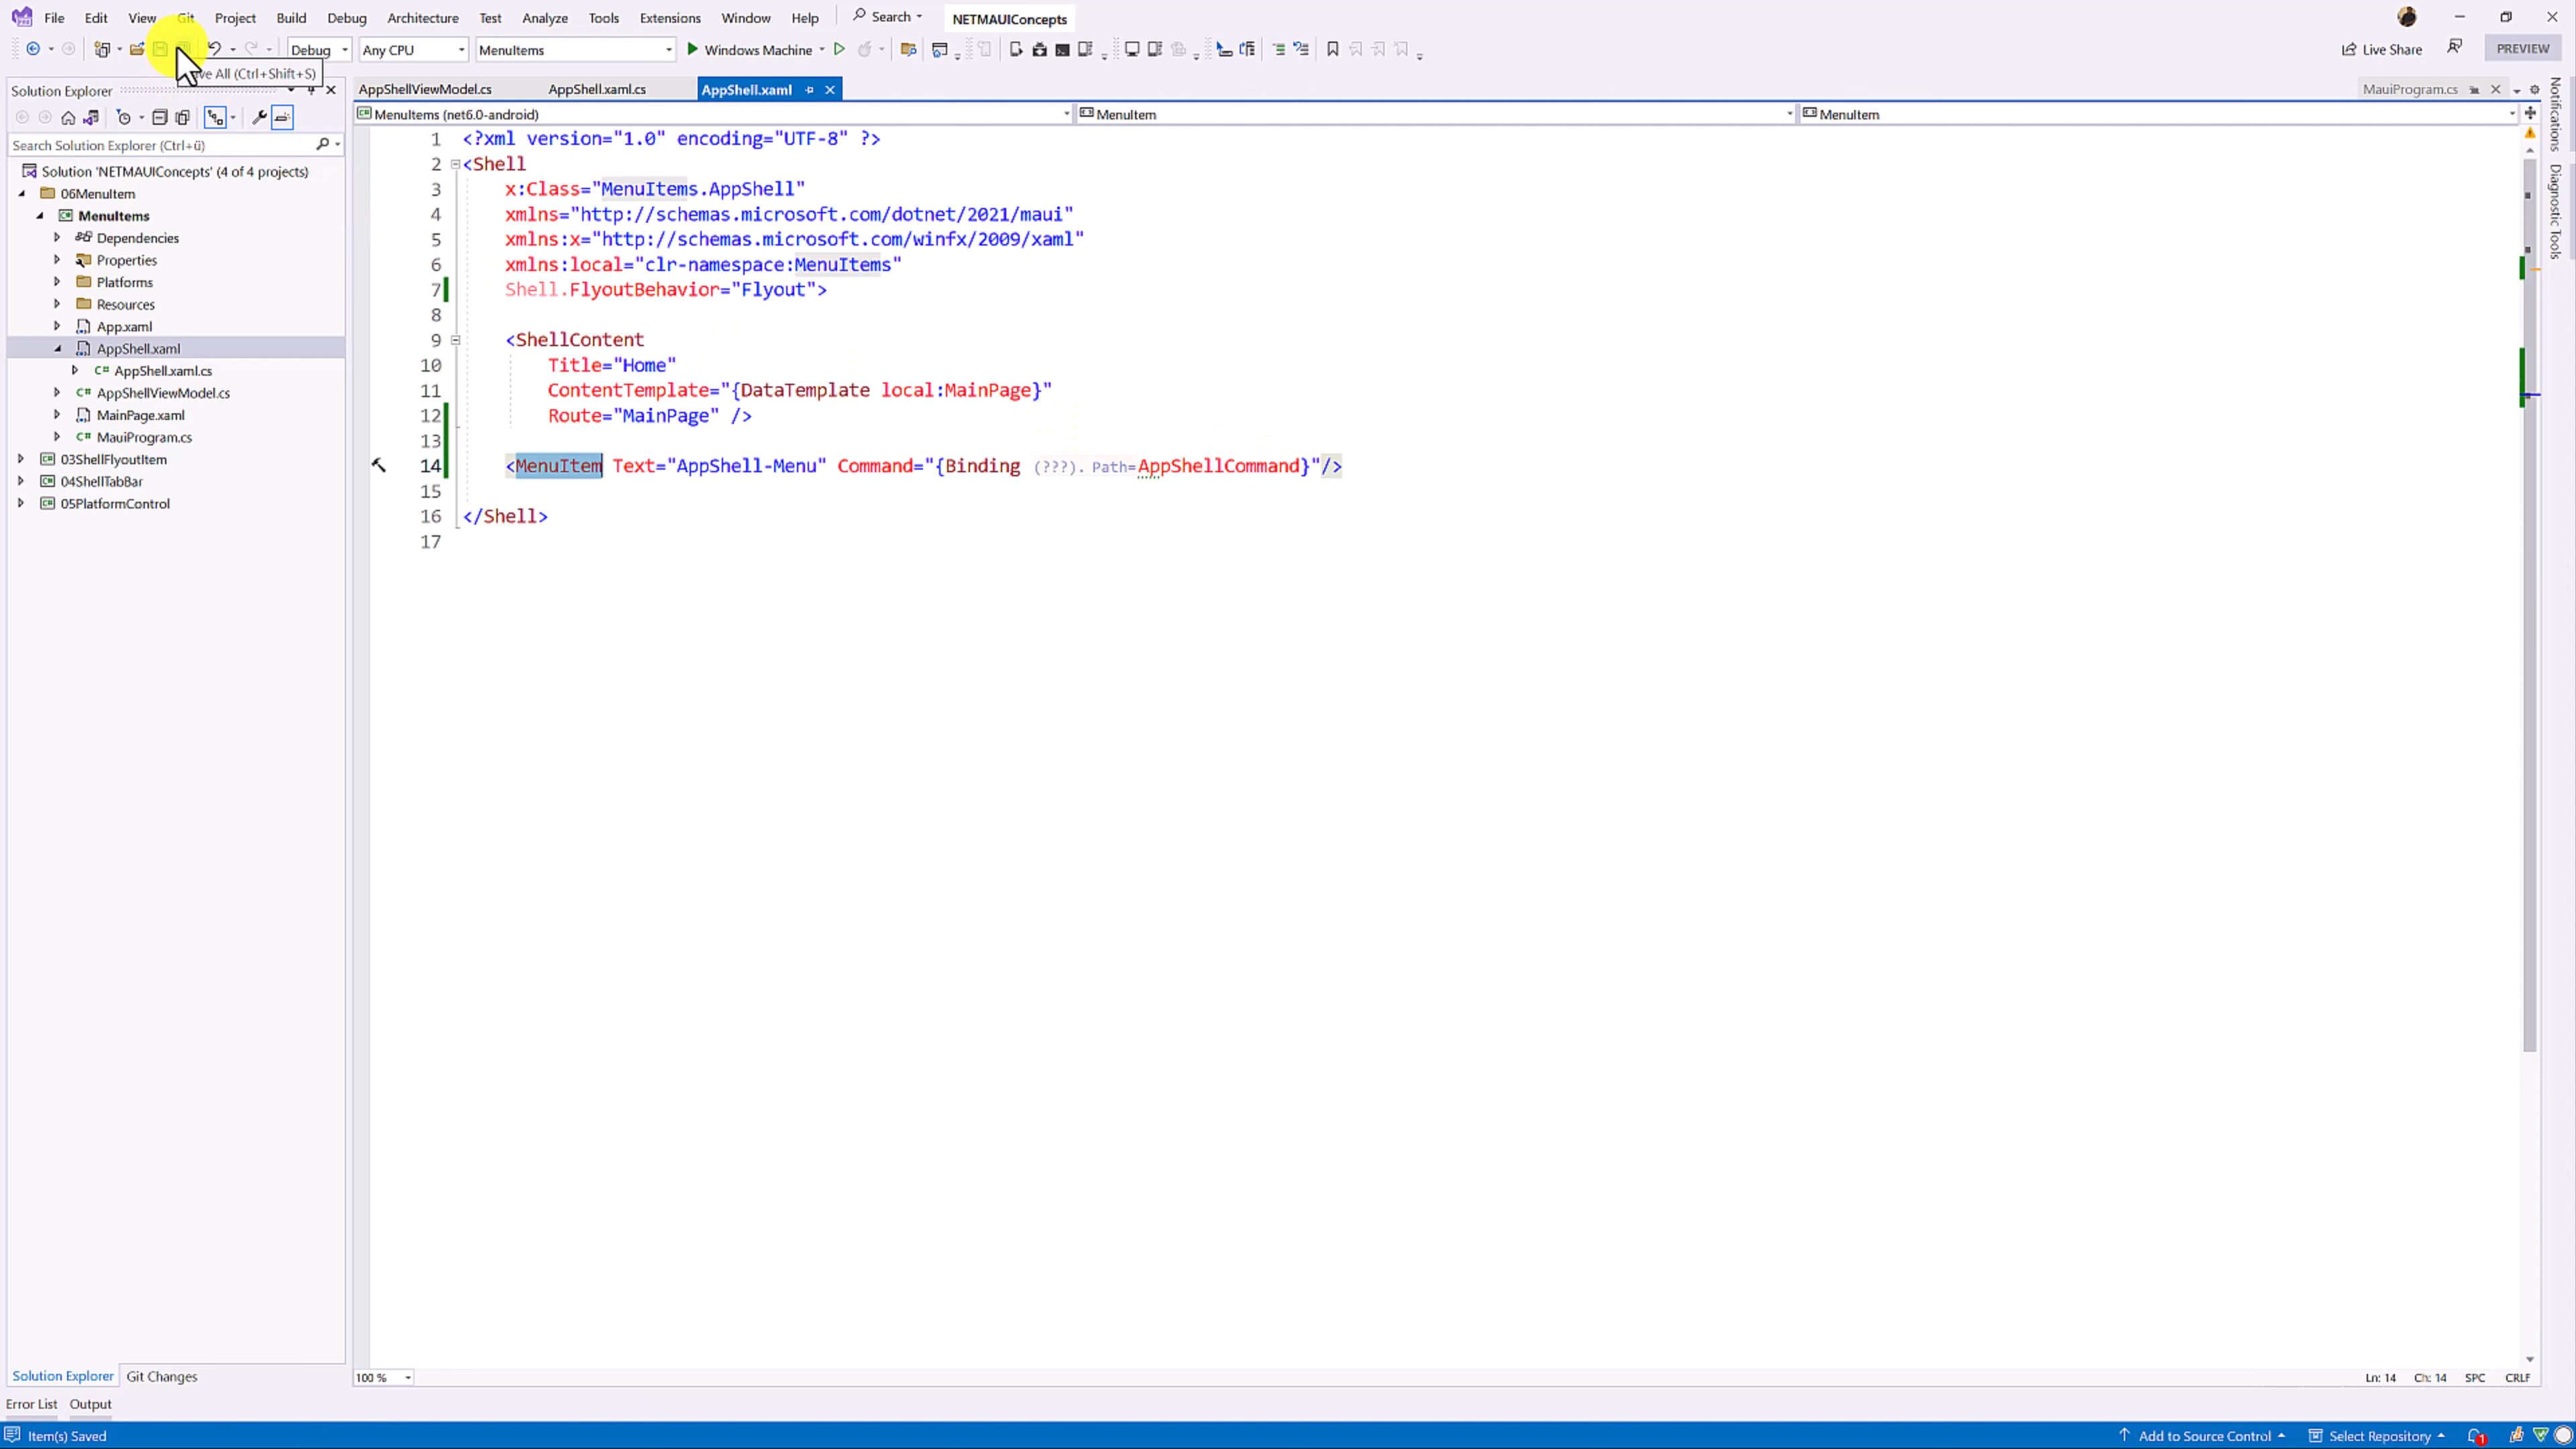 File Edit View Git Project Build Debug Architecture Test Analyze Tools Extensions Window Help Search NETMAUIConcepts
Debug Any CPU MenuItems Windows Machine Live Share PREVIEW
All (Ctrl+Shift+S)
Solution Explorer
Search Solution Explorer (Ctrl+ü)
Solution 'NETMAUIConcepts' (4 of 4 projects)
06MenuItem
MenuItems
Dependencies
Properties
Platforms
Resources
App.xaml
AppShell.xaml
AppShell.xaml.cs
AppShellViewModel.cs
MainPage.xaml
MauiProgram.cs
03ShellFlyoutItem
04ShellTabBar
05PlatformControl
Solution Explorer Git Changes
AppShellViewModel.cs AppShell.xaml.cs AppShell.xaml MauiProgram.cs
MenuItems (net6.0-android) MenuItem MenuItem
1 <?xml version="1.0" encoding="UTF-8" ?>
2 <Shell
3 x:Class="MenuItems.AppShell"
4 xmlns="http://schemas.microsoft.com/dotnet/2021/maui"
5 xmlns:x="http://schemas.microsoft.com/winfx/2009/xaml"
6 xmlns:local="clr-namespace:MenuItems"
7 Shell.FlyoutBehavior="Flyout">
8
9 <ShellContent
10 Title="Home"
11 ContentTemplate="{DataTemplate local:MainPage}"
12 Route="MainPage" />
13
14 <MenuItem Text="AppShell-Menu" Command="{Binding (???). Path=AppShellCommand}"/>
15
16 </Shell>
17
100 % Ln: 14 Ch: 14 SPC CRLF
Notifications
Diagnostic Tools
Error List Output
Item(s) Saved Add to Source Control Select Repository 1